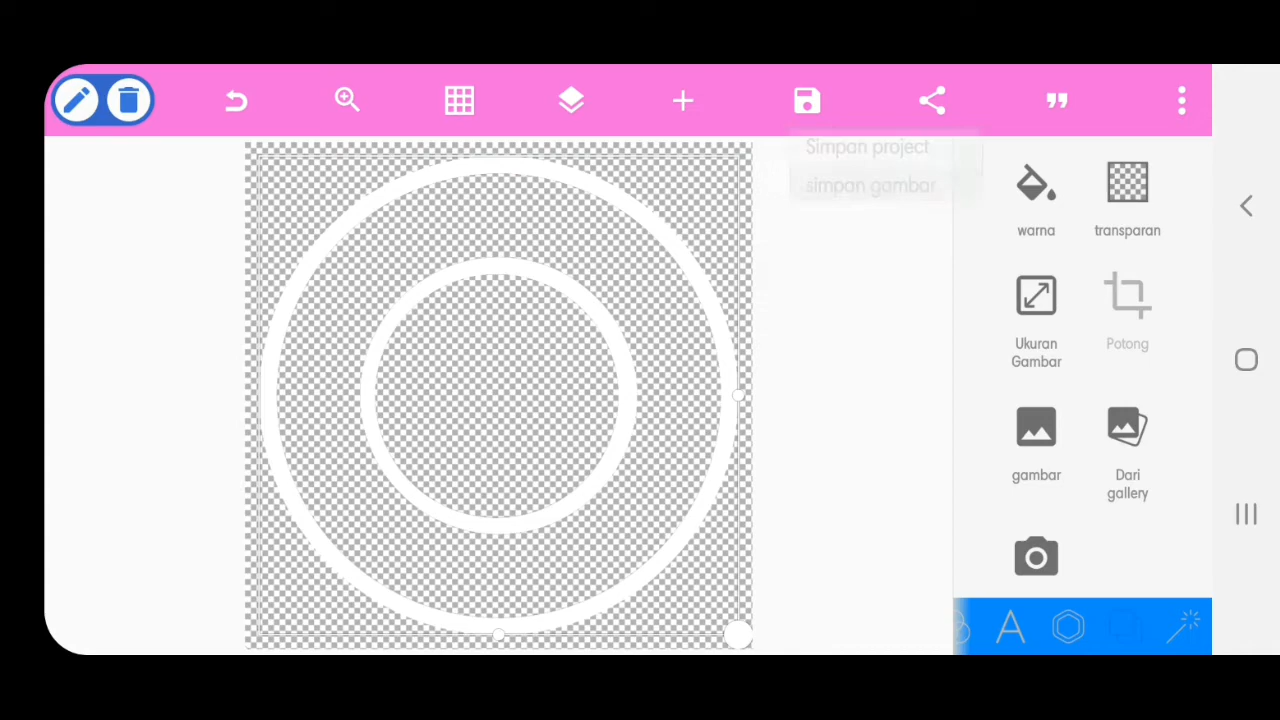 Simpan project
simpan gambar
warna
transparan
Ukuran
Gambar
Potong
gambar
Dari
gallery